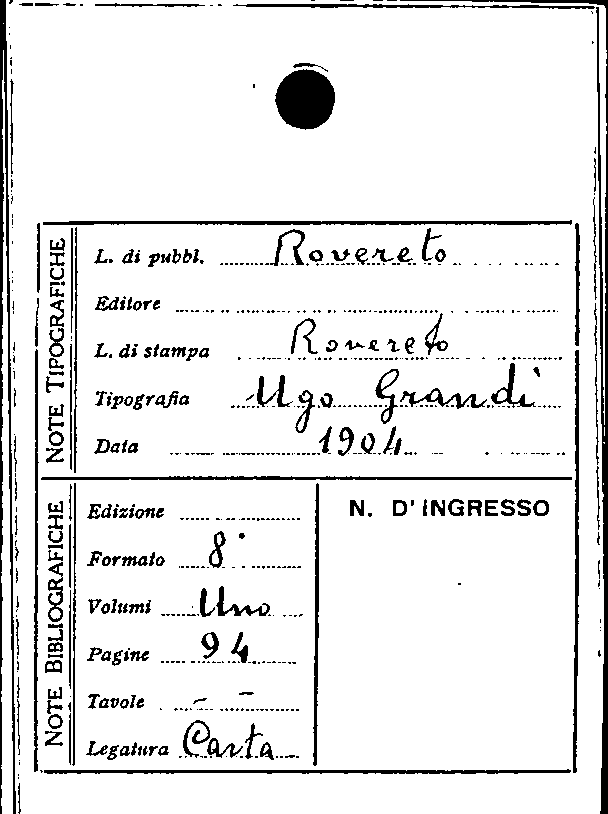 NOTE TIPOGRAFICHE
L. di pubbl. Rovereto
Editore
L. di stampa Rovereto
Tipografia Ugo Grandi
Data 1904
NOTE BIBLIOGRAFICHE
Edizione
Formato 8°
Volumi Uno
Pagine 94
Tavole - -
Legatura Carta
N. D'INGRESSO